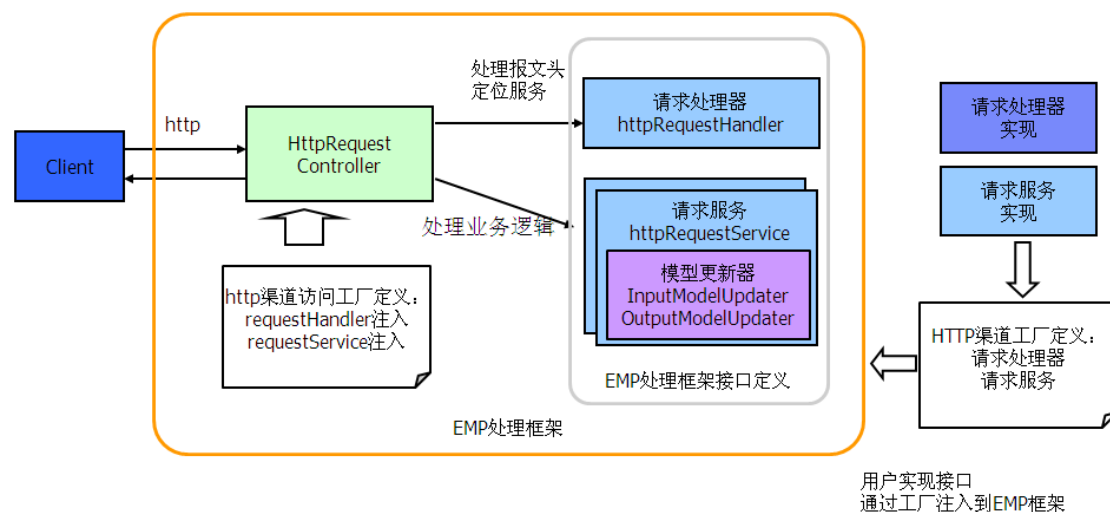 Client
http
HttpRequest
Controller
处理报文头
定位服务
处理业务逻辑
请求处理器
httpRequestHandler
请求服务
httpRequestService
模型更新器
InputModelUpdater
OutputModelUpdater
EMP处理框架接口定义
http渠道访问工厂定义：
requestHandler注入
requestService注入
EMP处理框架
请求处理器
实现
请求服务
实现
HTTP渠道工厂定义：
请求处理器
请求服务
用户实现接口
通过工厂注入到EMP框架